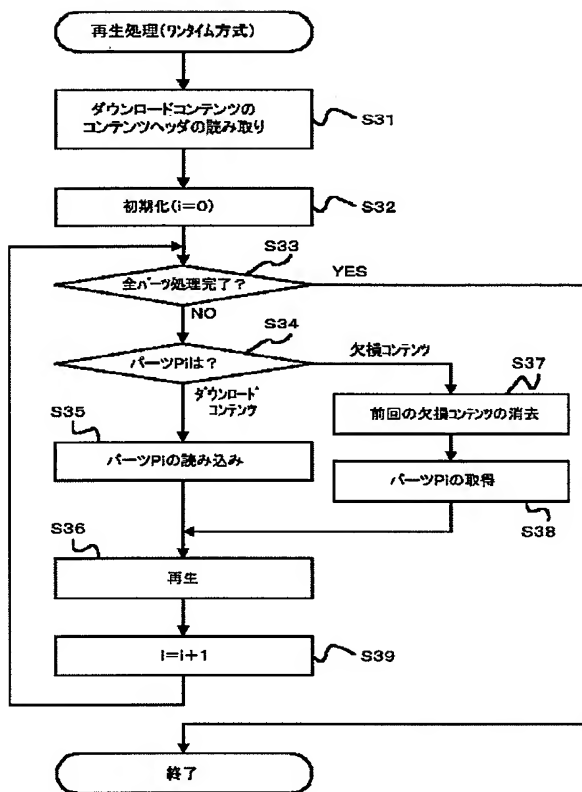 再生処理(ワンタイム方式)
ダウンロードコンテンツの
コンテンツヘッダの読み取り
S31
初期化(i=0)
S32
S33
全パーツ処理完了?
YES
NO
S34
パーツPiは?
欠損コンテンツ
ダウンロード
コンテンツ
S37
前回の欠損コンテンツの消去
S35
パーツPiの読み込み
パーツPiの取得
S38
S36
再生
i=i+1
S39
終了